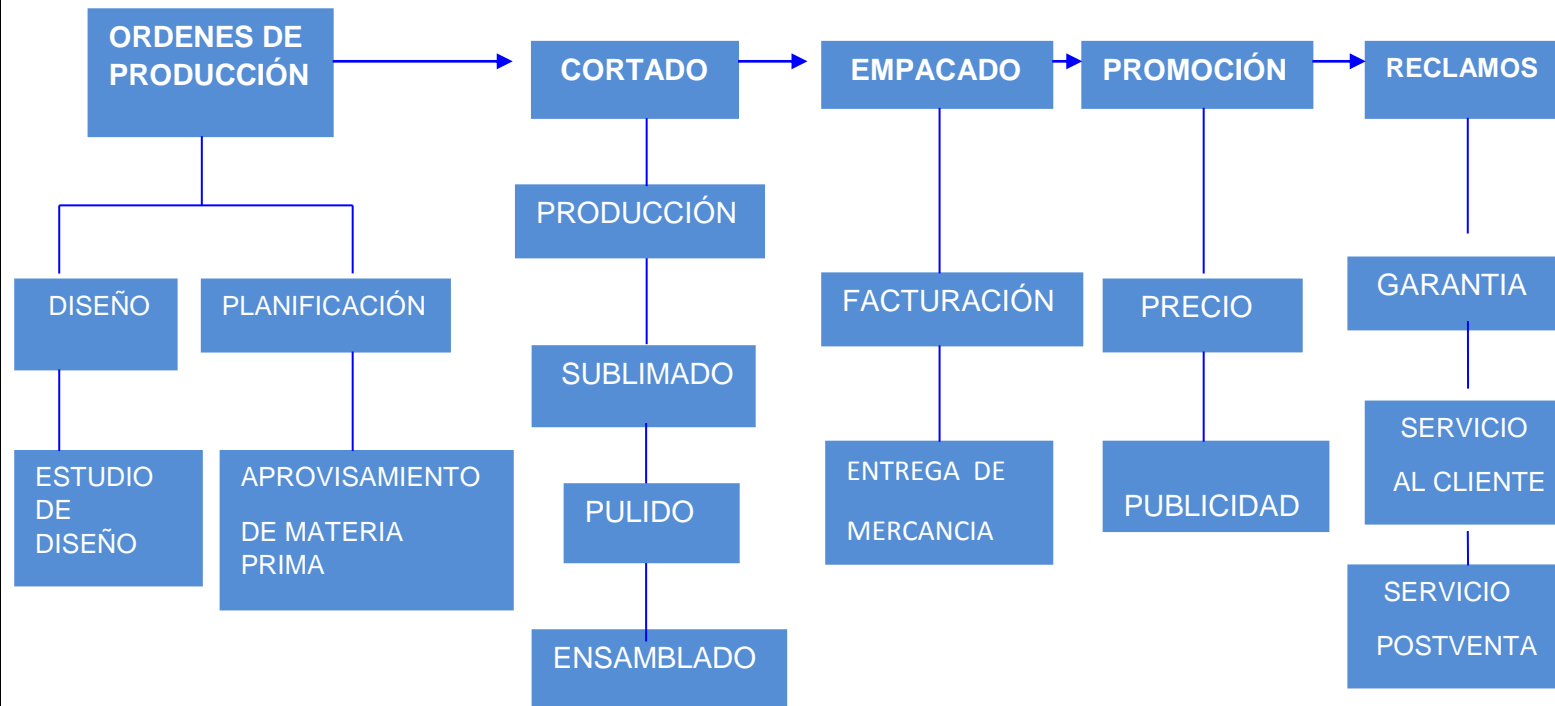 ORDENES DE
PRODUCCIÓN
CORTADO
EMPACADO
PROMOCIÓN
RECLAMOS
DISEÑO
PLANIFICACIÓN
ESTUDIO
DE
DISEÑO
APROVISAMIENTO
DE MATERIA
PRIMA
PRODUCCIÓN
SUBLIMADO
PULIDO
ENSAMBLADO
FACTURACIÓN
ENTREGA DE
MERCANCIA
PRECIO
PUBLICIDAD
GARANTIA
SERVICIO
AL CLIENTE
SERVICIO
POSTVENTA